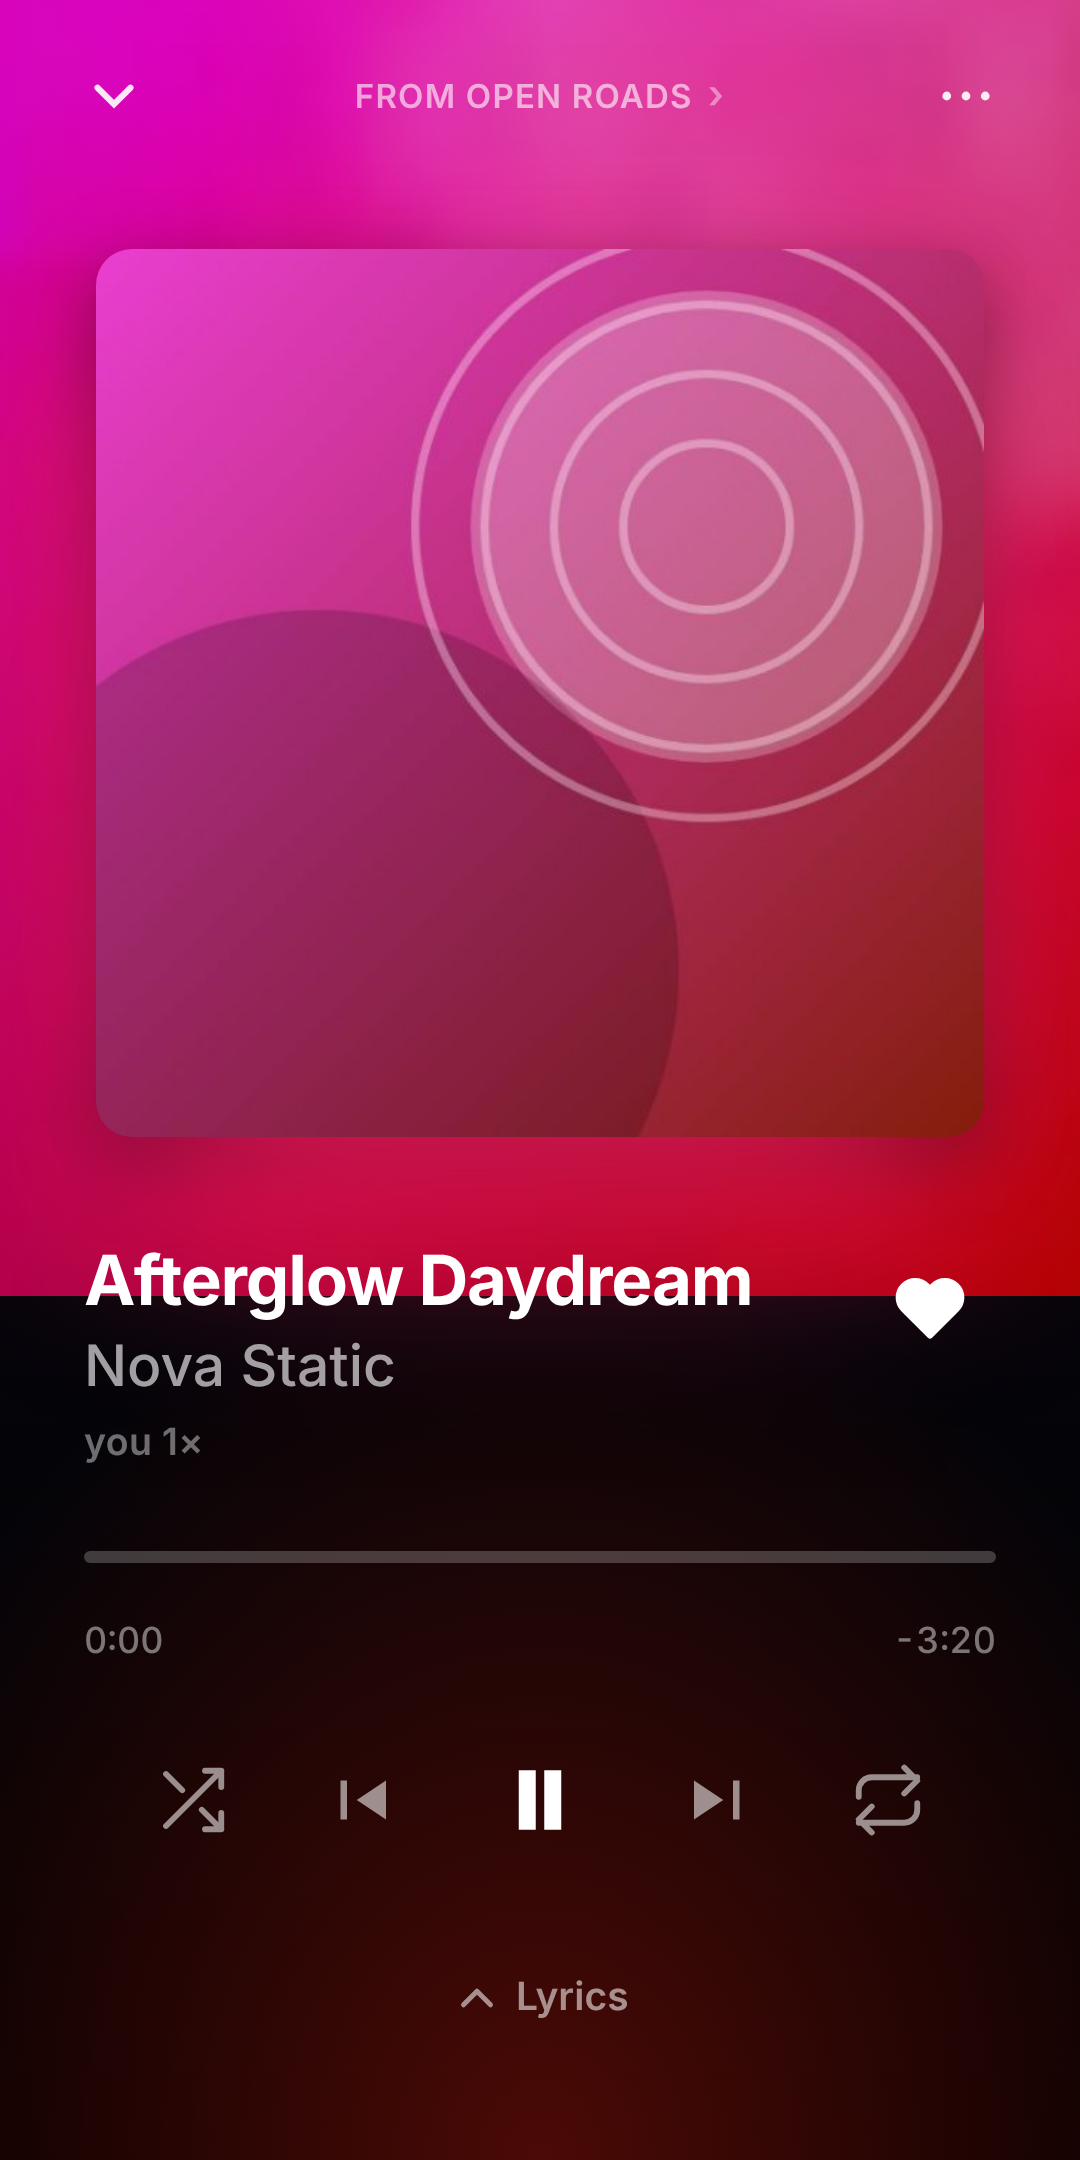 FROM OPEN ROADS ›
Afterglow Daydream
Nova Static
you 1×
0:00
-3:20
Lyrics